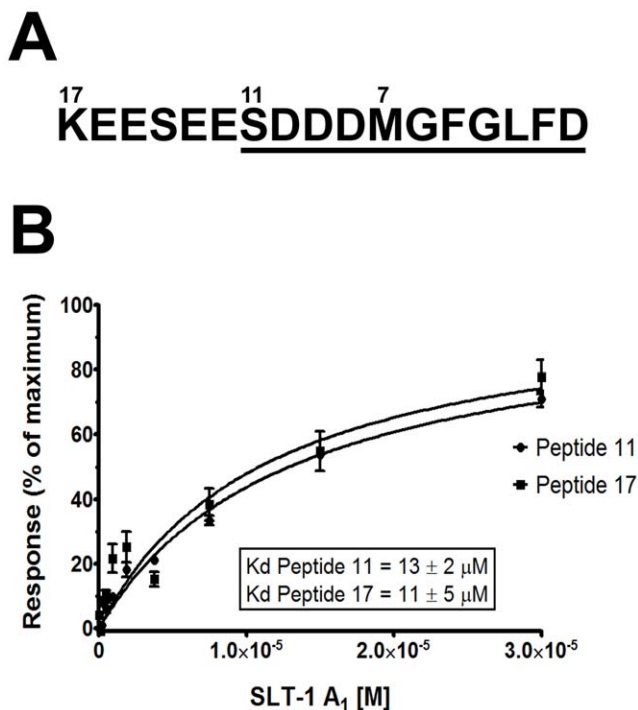 A
17 11 7
KEESEESDDDMGFGLFD
B
Response (% of maximum)
100
80
60
40
20
0
0 1.0×10⁻⁵ 2.0×10⁻⁵ 3.0×10⁻⁵
SLT-1 A₁ [M]
Peptide 11
Peptide 17
Kd Peptide 11 = 13 ± 2 μM
Kd Peptide 17 = 11 ± 5 μM